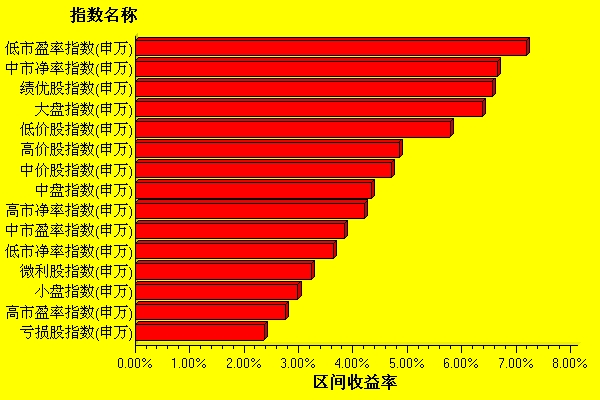 指数名称
低市盈率指数(申万)
中市净率指数(申万)
绩优股指数(申万)
大盘指数(申万)
低价股指数(申万)
高价股指数(申万)
中价股指数(申万)
中盘指数(申万)
高市净率指数(申万)
中市盈率指数(申万)
低市净率指数(申万)
微利股指数(申万)
小盘指数(申万)
高市盈率指数(申万)
亏损股指数(申万)
0.00% 1.00% 2.00% 3.00% 4.00% 5.00% 6.00% 7.00% 8.00%
区间收益率